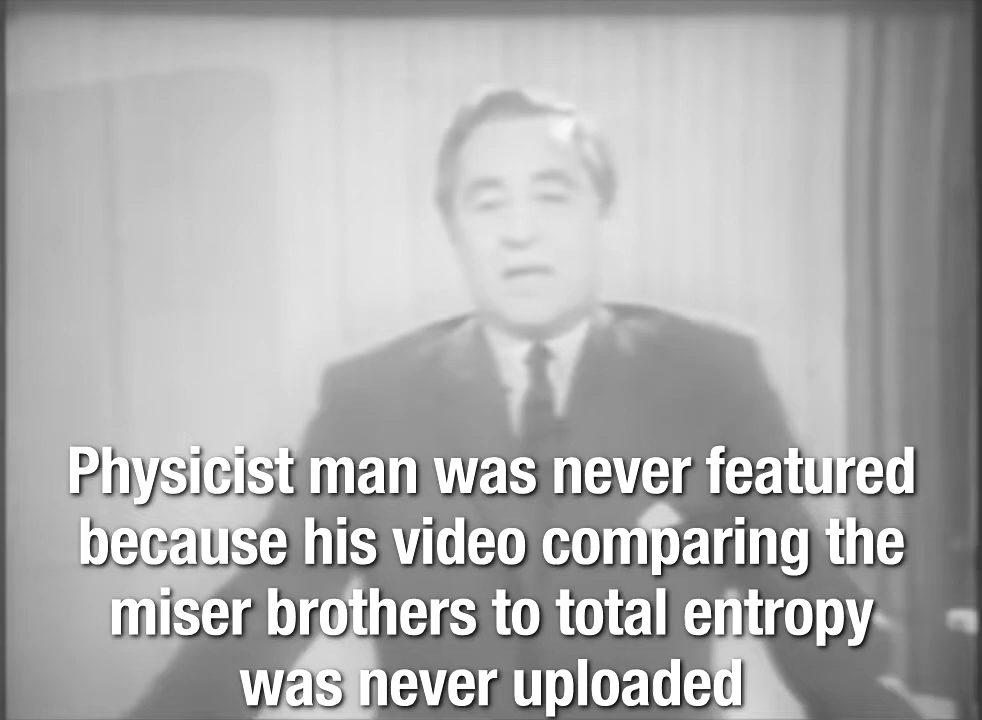 Physicist man was never featured
because his video comparing the
miser brothers to total entropy
was never uploaded